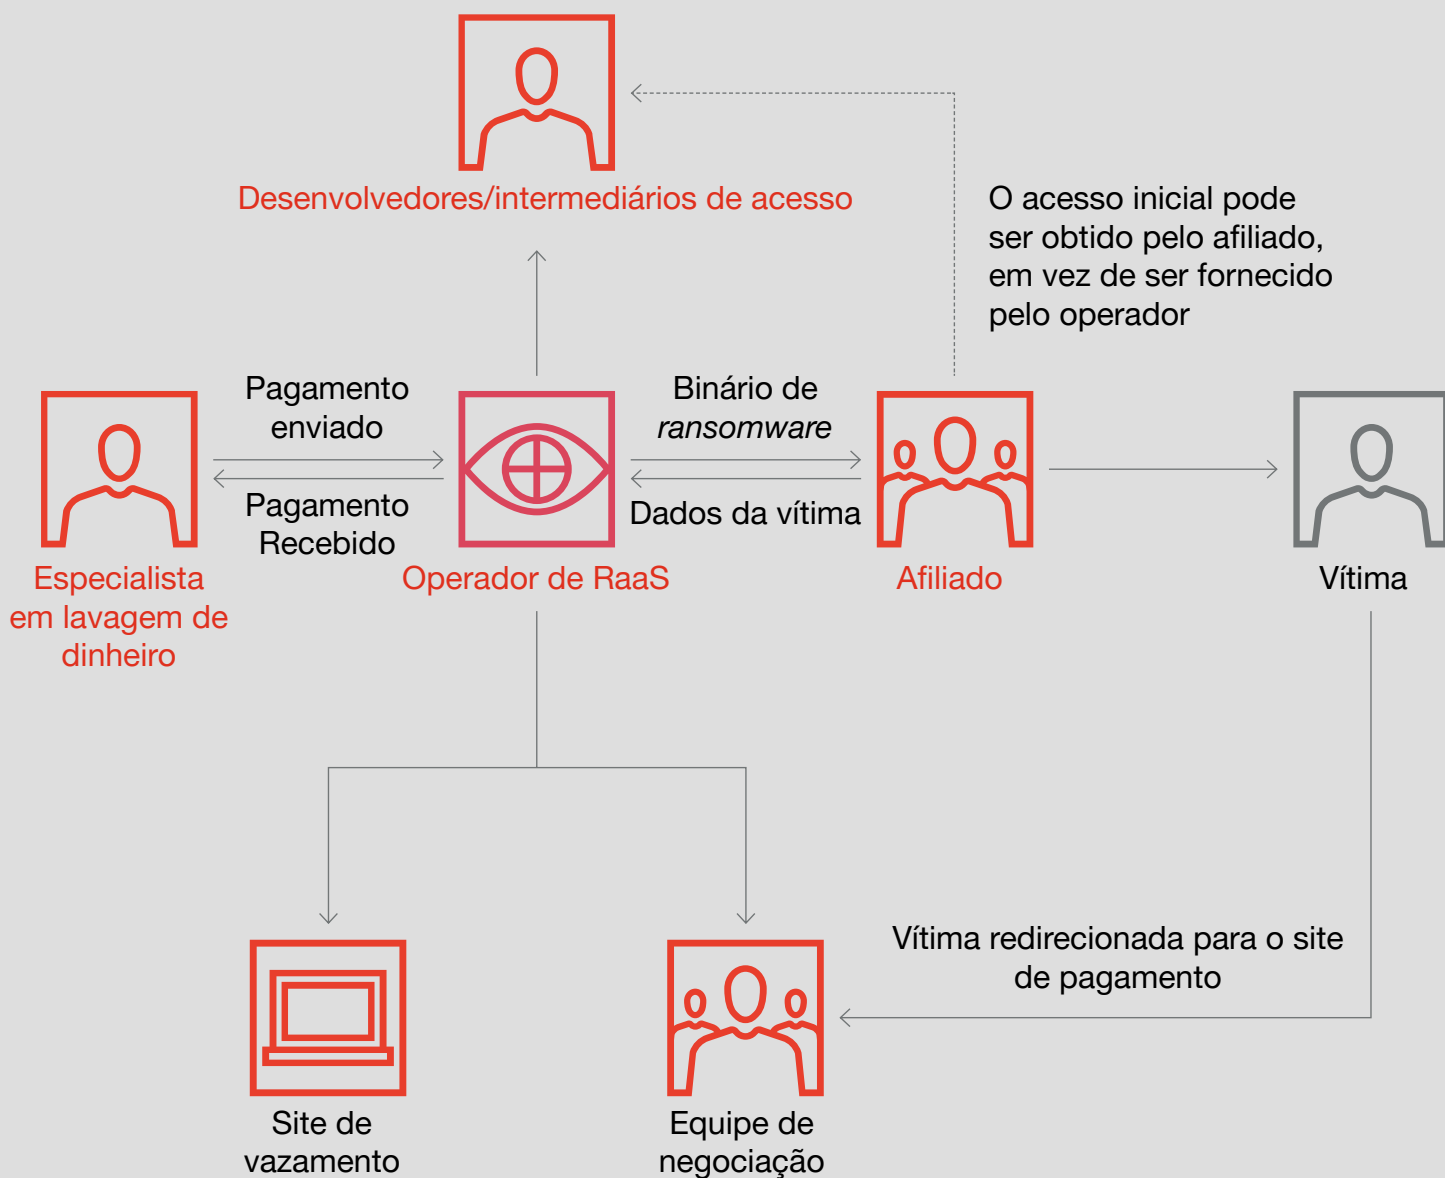 Desenvolvedores/intermediários de acesso
O acesso inicial pode
ser obtido pelo afiliado,
em vez de ser fornecido
pelo operador
Pagamento
enviado
Pagamento
Recebido
Binário de
ransomware
Dados da vítima
Especialista
em lavagem de
dinheiro
Operador de RaaS
Afiliado
Vítima
Vítima redirecionada para o site
de pagamento
Site de
vazamento
Equipe de
negociação